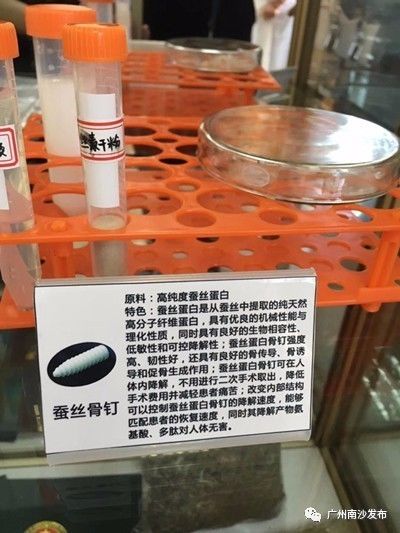 素干粉
原料：高纯度蚕丝蛋白
特色：蚕丝蛋白是从蚕丝中提取的纯天然
高分子纤维蛋白，具有优良的机械性能与
理化性质，同时具有良好的生物相容性、
低敏性和可控降解性；蚕丝蛋白骨钉强度
高、韧性好，还具有良好的骨传导、骨诱
导和促骨生成作用；蚕丝蛋白骨钉可在人
体内降解，不用进行二次手术取出，降低
手术费用并减轻患者痛苦；改变内部结构
可以控制蚕丝蛋白骨钉的降解速度，能够
匹配患者的恢复速度，同时其降解产物氨
基酸、多肽对人体无害。
蚕丝骨钉
广州南沙发布